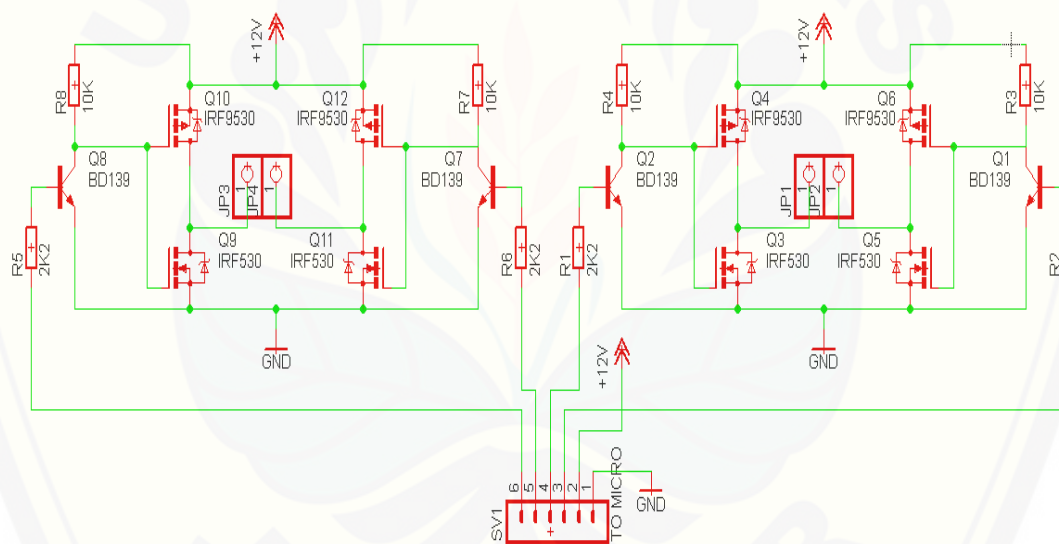 +12V
+12V
R8
10K
Q10
IRF9530
Q12
IRF9530
R7
10K
R4
10K
Q4
IRF9530
Q6
IRF9530
R3
10K
Q8
BD139
JP3
1
JP4
1
Q7
BD139
Q2
BD139
JP1
1
JP2
1
Q1
BD139
R5
2K2
Q9
IRF530
Q11
IRF530
R6
2K2
R1
2K2
Q3
IRF530
Q5
IRF530
R2
GND
+12V
GND
SV1
6
5
4
3
2
1
TO MICRO
GND